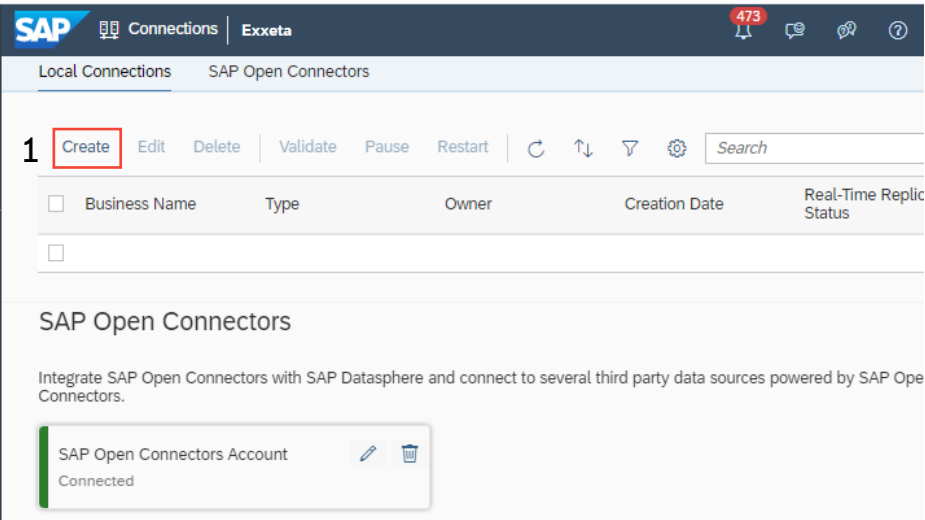 SAP Connections Exxeta 473
Local Connections SAP Open Connectors
1 Create Edit Delete Validate Pause Restart Search
Business Name Type Owner Creation Date Real-Time Replic
Status
SAP Open Connectors
Integrate SAP Open Connectors with SAP Datasphere and connect to several third party data sources powered by SAP Ope
Connectors.
SAP Open Connectors Account
Connected